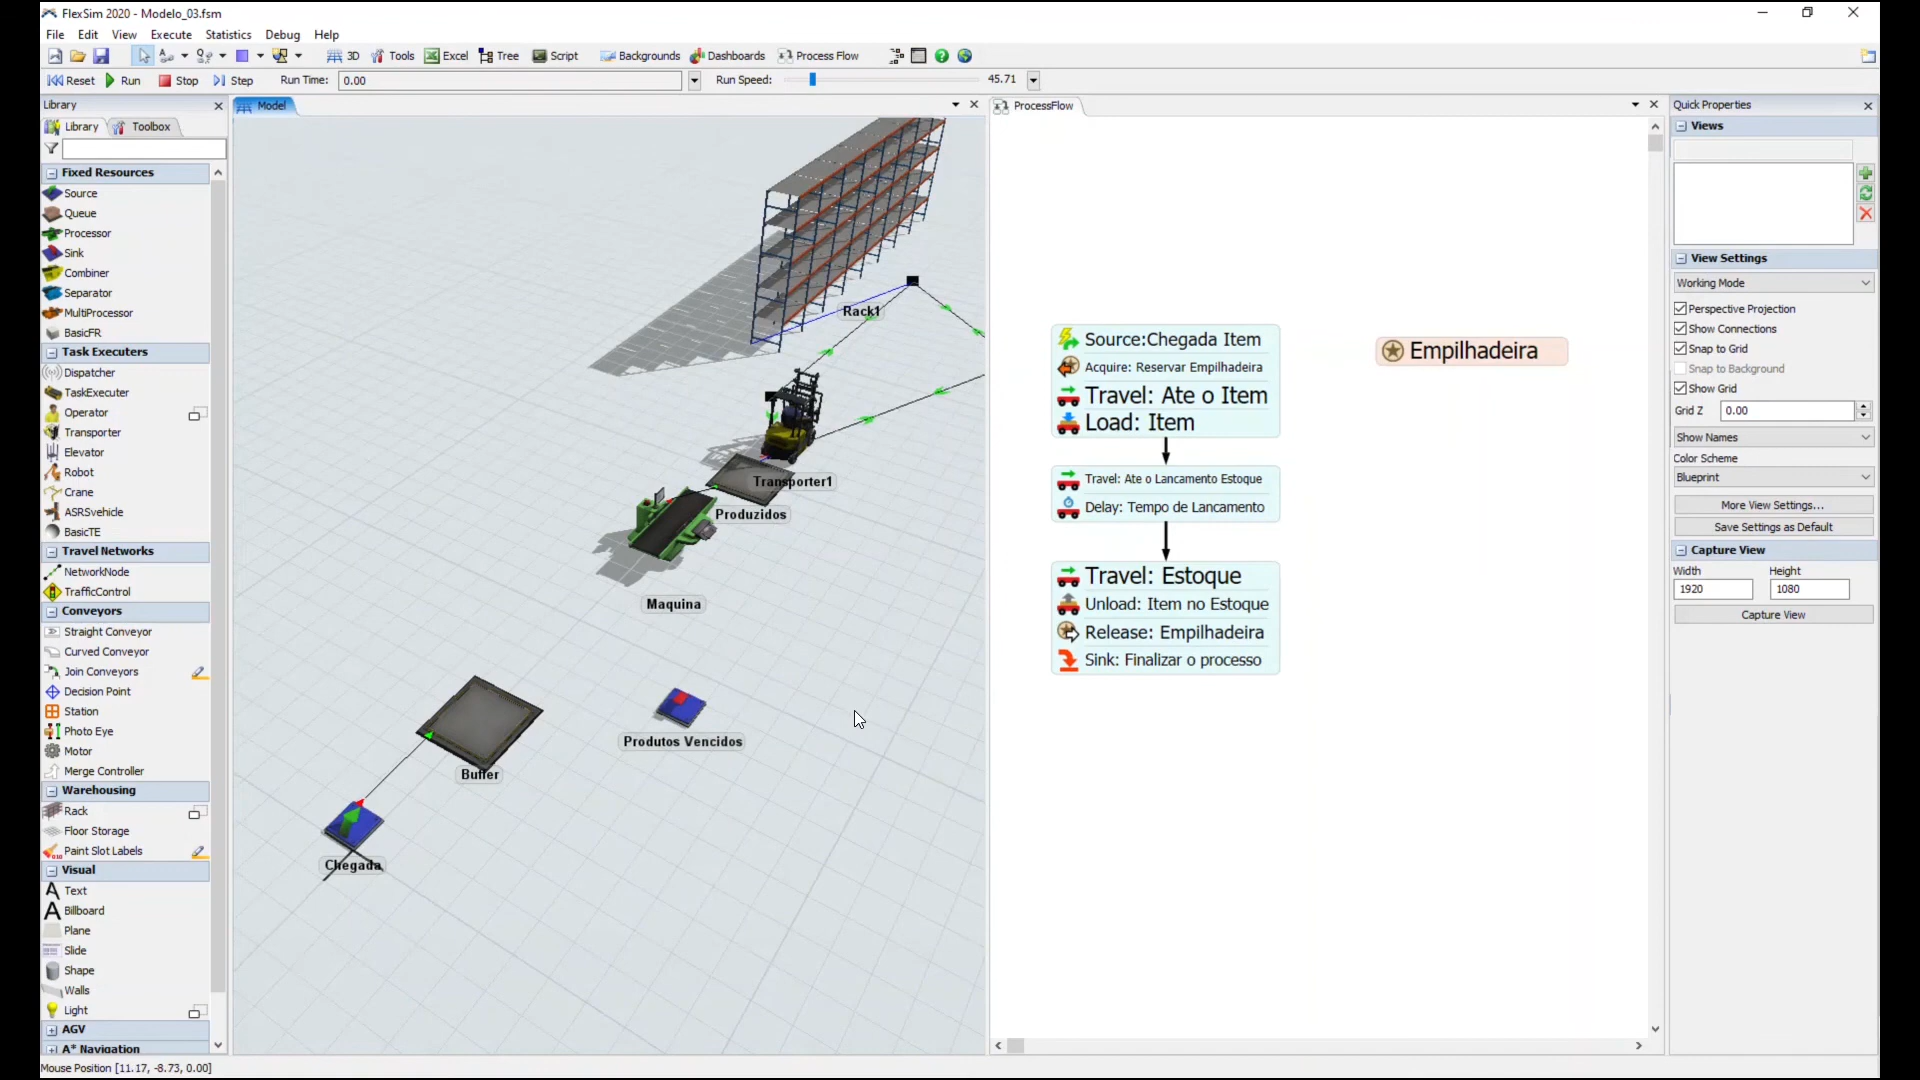 FlexSim 2020 - Modelo_03.fsm
File Edit View Execute Statistics Debug Help
3D Tools Excel Tree Script Backgrounds Dashboards Process Flow
Reset Run Stop Step Run Time: 0.00 Run Speed: 45.71
Library
Library Toolbox
Fixed Resources
Source
Queue
Processor
Sink
Combiner
Separator
MultiProcessor
BasicFR
Task Executers
Dispatcher
TaskExecuter
Operator
Transporter
Elevator
Robot
Crane
ASRSvehicle
BasicTE
Travel Networks
NetworkNode
TrafficControl
Conveyors
Straight Conveyor
Curved Conveyor
Join Conveyors
Decision Point
Station
Photo Eye
Motor
Merge Controller
Warehousing
Rack
Floor Storage
Paint Slot Labels
Visual
Text
Billboard
Plane
Slide
Shape
Walls
Light
AGV
A* Navigation
Mouse Position [11.17, -8.73, 0.00]
Model
Rack1
Transporter1
Produzidos
Maquina
Produtos Vencidos
Buffer
Chegada
ProcessFlow
Source:Chegada Item
Acquire: Reservar Empilhadeira
Travel: Ate o Item
Load: Item
Travel: Ate o Lancamento Estoque
Delay: Tempo de Lancamento
Travel: Estoque
Unload: Item no Estoque
Release: Empilhadeira
Sink: Finalizar o processo
Empilhadeira
Quick Properties
Views
View Settings
Working Mode
Perspective Projection
Show Connections
Snap to Grid
Snap to Background
Show Grid
Grid Z 0.00
Show Names
Color Scheme
Blueprint
More View Settings...
Save Settings as Default
Capture View
Width Height
1920 1080
Capture View